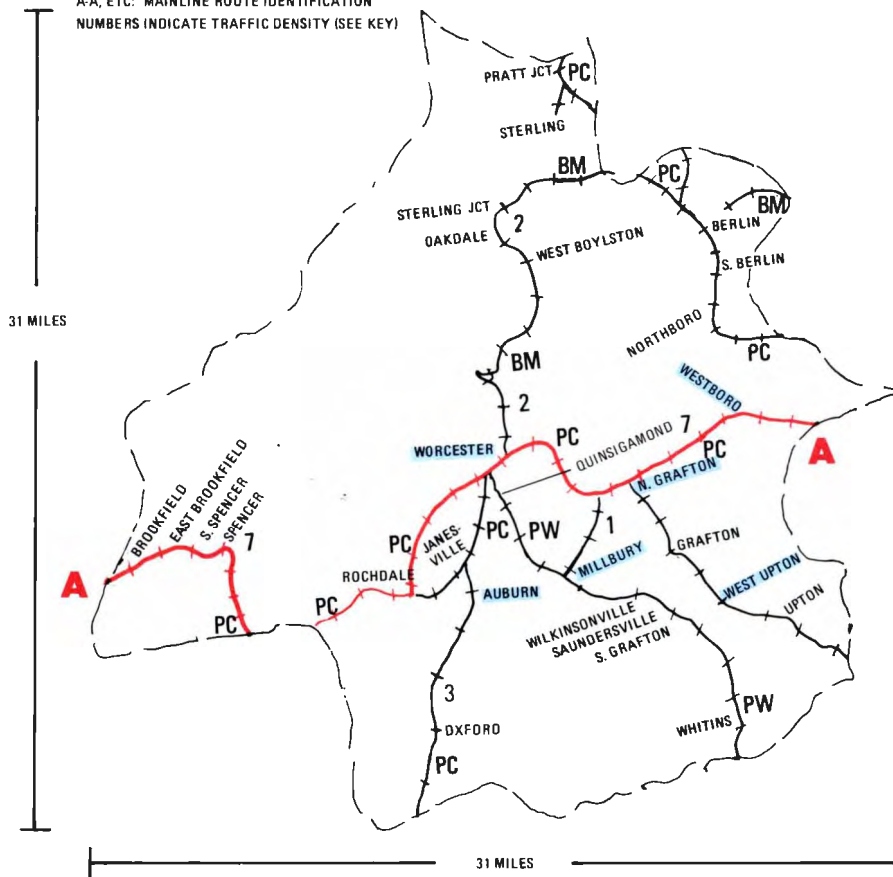 A-A, ETC: MAINLINE ROUTE IDENTIFICATION
NUMBERS INDICATE TRAFFIC DENSITY (SEE KEY)
PRATT JCT
PC
STERLING
BM
PC
BM
STERLING JCT
2
OAKDALE
WEST BOYLSTON
BERLIN
S. BERLIN
31 MILES
NORTHBORO
PC
BM
2
WESTBORO
WORCESTER
PC
QUINSIGAMOND
7
PC
A
N. GRAFTON
BROOKFIELD
EAST BROOKFIELD
S. SPENCER
SPENCER
7
A
PC
PC
JANES-
VILLE
PC
PW
1
GRAFTON
ROCHDALE
PC
AUBURN
MILLBURY
WEST UPTON
UPTON
WILKINSONVILLE
SAUNDERSVILLE
S. GRAFTON
3
DXFORD
PC
WHITINS
PW
31 MILES